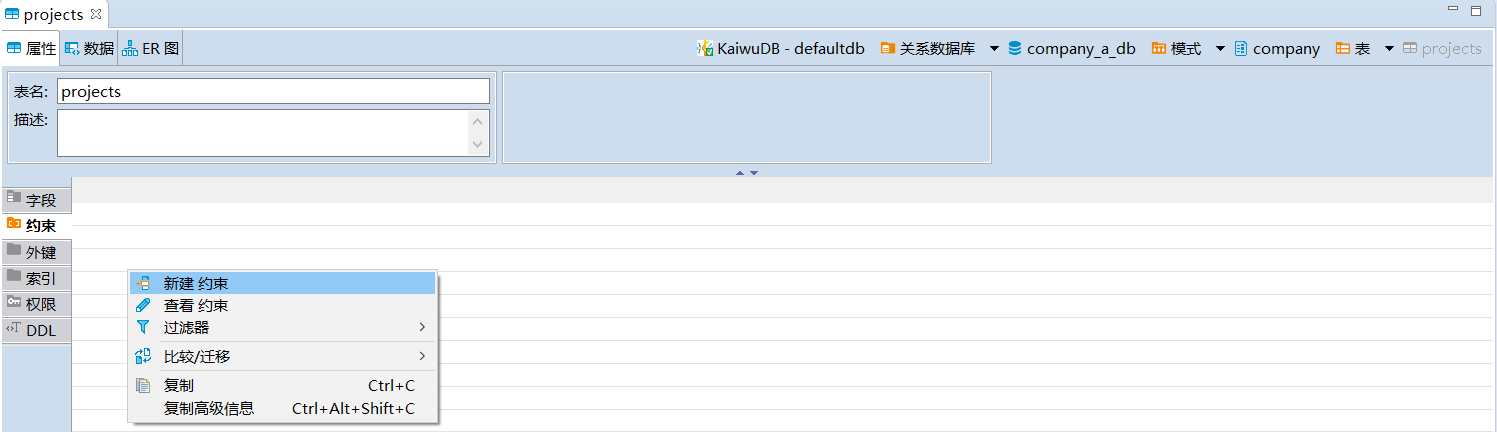 projects
属性 数据 ER 图 KaiwuDB - defaultdb 关系数据库 company_a_db 模式 company 表 projects
表名: projects
描述:
字段
约束
外键
索引
权限
DDL
新建 约束
查看 约束
过滤器
比较/迁移
复制 Ctrl+C
复制高级信息 Ctrl+Alt+Shift+C